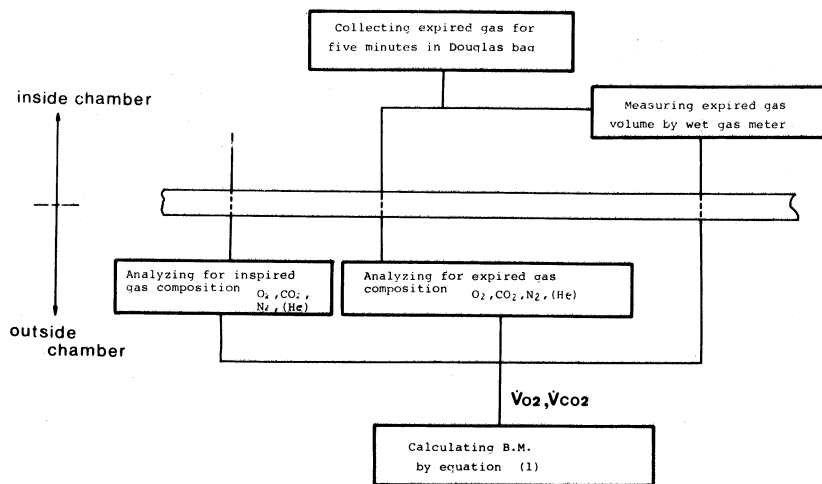 Collecting expired gas for
five minutes in Douglas bag
inside chamber
Measuring expired gas
volume by wet gas meter
Analyzing for inspired
gas composition O2,CO2,
N2,(He)
Analyzing for expired gas
composition O2,CO2,N2,(He)
outside
chamber
V̇O2,V̇CO2
Calculating B.M.
by equation (1)